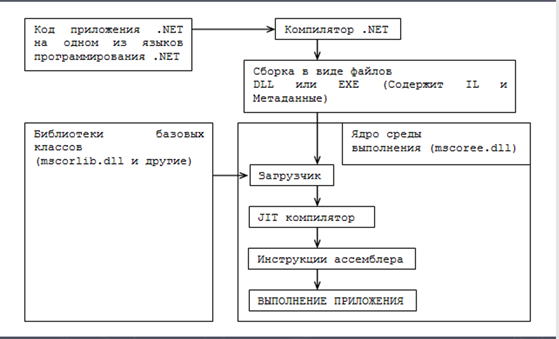 Код приложения .NET
на одном из языков
программирования .NET
Компилятор .NET
Сборка в виде файлов
DLL или EXE (Содержит IL и
Метаданные)
Библиотеки базовых
классов
(mscorlib.dll и другие)
Ядро среды
выполнения (mscoree.dll)
Загрузчик
JIT компилятор
Инструкции ассемблера
ВЫПОЛНЕНИЕ ПРИЛОЖЕНИЯ